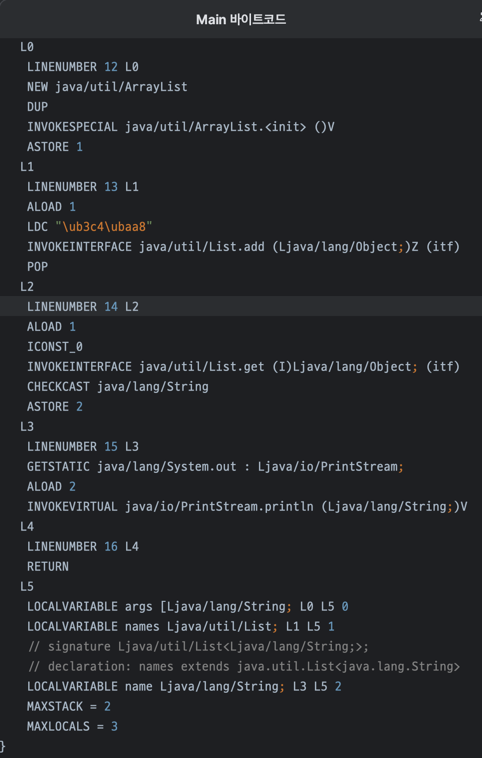 Main 바이트코드
L0
LINENUMBER 12 L0
NEW java/util/ArrayList
DUP
INVOKESPECIAL java/util/ArrayList.<init> ()V
ASTORE 1
L1
LINENUMBER 13 L1
ALOAD 1
LDC "\ub3c4\ubaa8"
INVOKEINTERFACE java/util/List.add (Ljava/lang/Object;)Z (itf)
POP
L2
LINENUMBER 14 L2
ALOAD 1
ICONST_0
INVOKEINTERFACE java/util/List.get (I)Ljava/lang/Object; (itf)
CHECKCAST java/lang/String
ASTORE 2
L3
LINENUMBER 15 L3
GETSTATIC java/lang/System.out : Ljava/io/PrintStream;
ALOAD 2
INVOKEVIRTUAL java/io/PrintStream.println (Ljava/lang/String;)V
L4
LINENUMBER 16 L4
RETURN
L5
LOCALVARIABLE args [Ljava/lang/String; L0 L5 0
LOCALVARIABLE names Ljava/util/List; L1 L5 1
// signature Ljava/util/List<Ljava/lang/String;>;
// declaration: names extends java.util.List<java.lang.String>
LOCALVARIABLE name Ljava/lang/String; L3 L5 2
MAXSTACK = 2
MAXLOCALS = 3
}